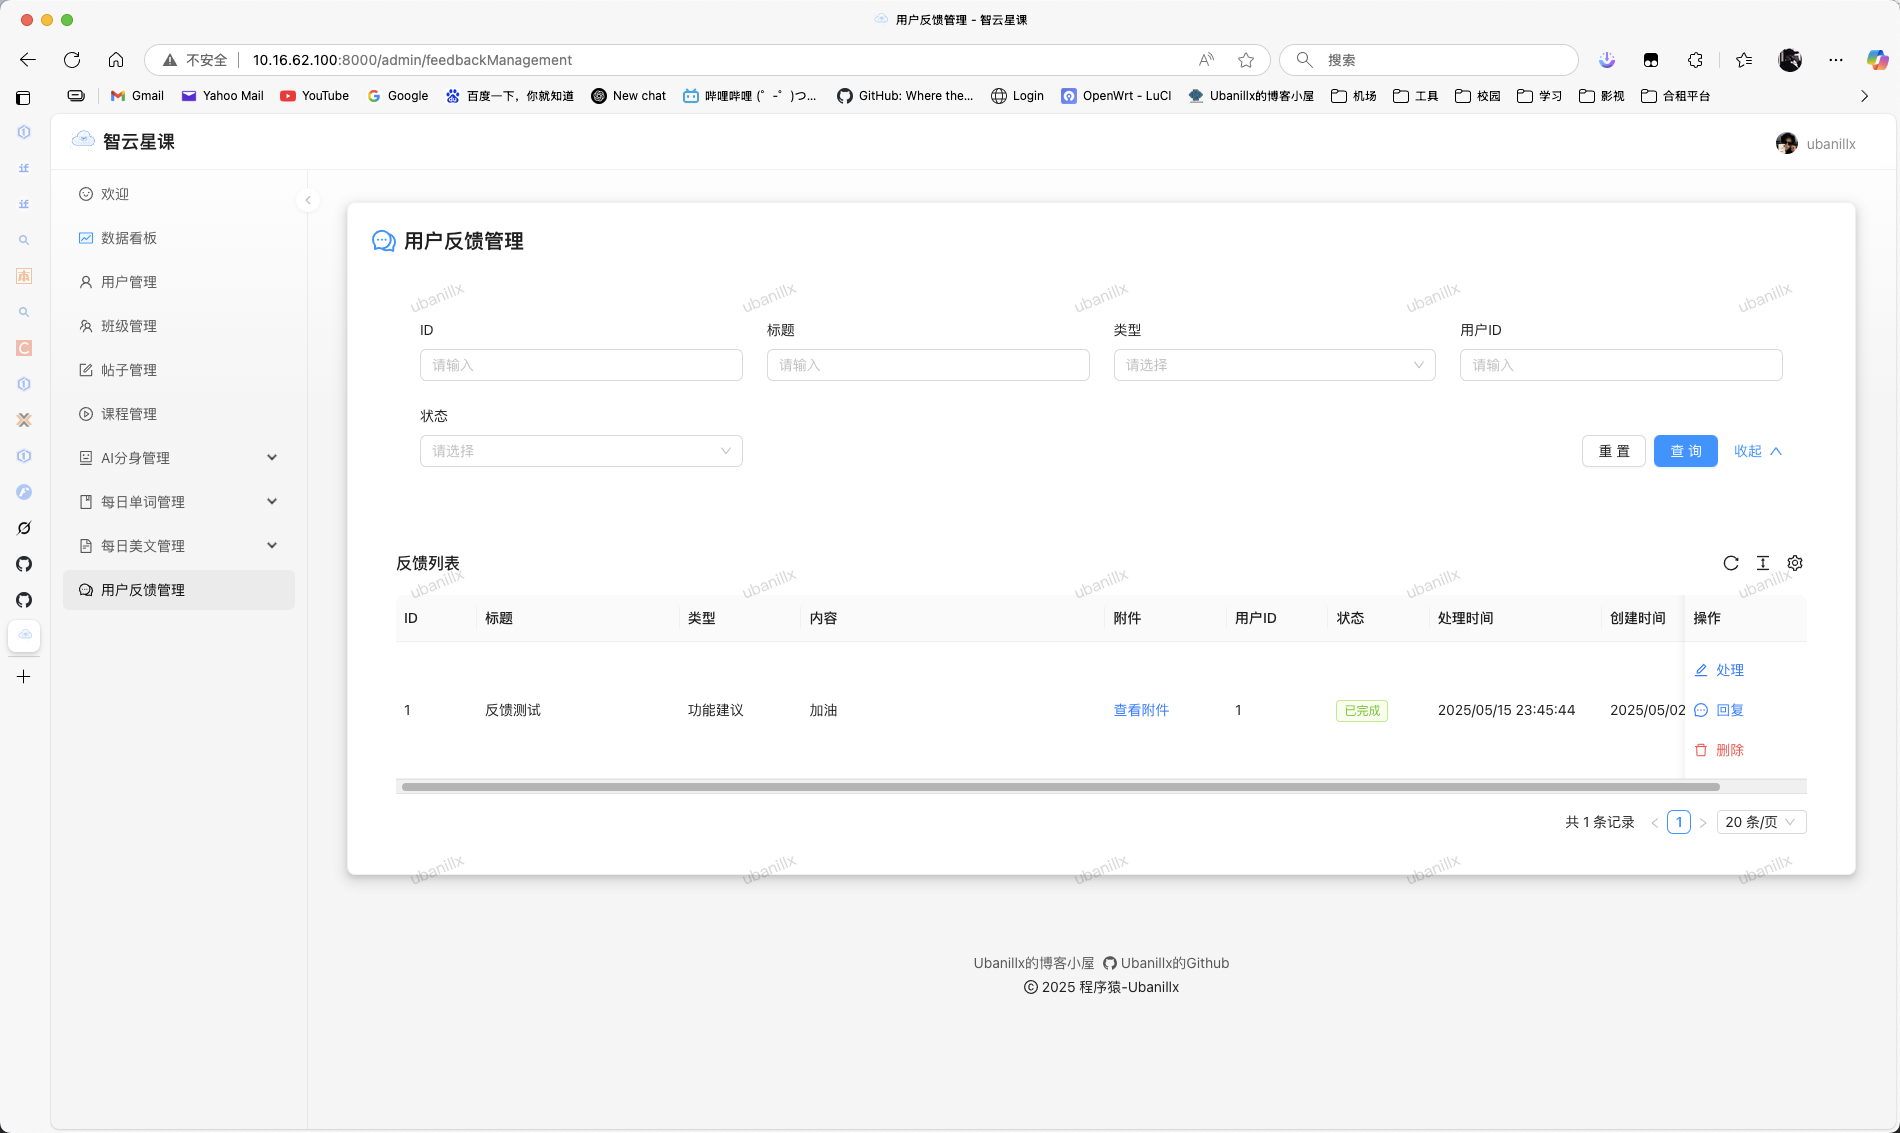 用户反馈管理 - 智云星课
不安全 10.16.62.100:8000/admin/feedbackManagement
搜索
Gmail Yahoo Mail YouTube Google 百度一下，你就知道 New chat 哔哩哔哩 (゜-゜)つ... GitHub: Where the... Login OpenWrt - LuCI Ubanillx的博客小屋 机场 工具 校园 学习 影视 合租平台
智云星课
ubanillx
欢迎
数据看板
用户管理
班级管理
帖子管理
课程管理
AI分身管理
每日单词管理
每日美文管理
用户反馈管理
用户反馈管理
ubanillx ubanillx ubanillx ubanillx ubanillx
ID 标题 类型 用户ID
请输入 请输入 请选择 请输入
状态
请选择
重 置 查 询 收起
反馈列表
ubanillx ubanillx ubanillx ubanillx ubanillx
ID 标题 类型 内容 附件 用户ID 状态 处理时间 创建时间 操作
处理
1 反馈测试 功能建议 加油 查看附件 1 已完成 2025/05/15 23:45:44 2025/05/02 回复
删除
共 1 条记录 < 1 > 20 条/页
ubanillx ubanillx ubanillx ubanillx ubanillx
Ubanillx的博客小屋 Ubanillx的Github
© 2025 程序猿-Ubanillx